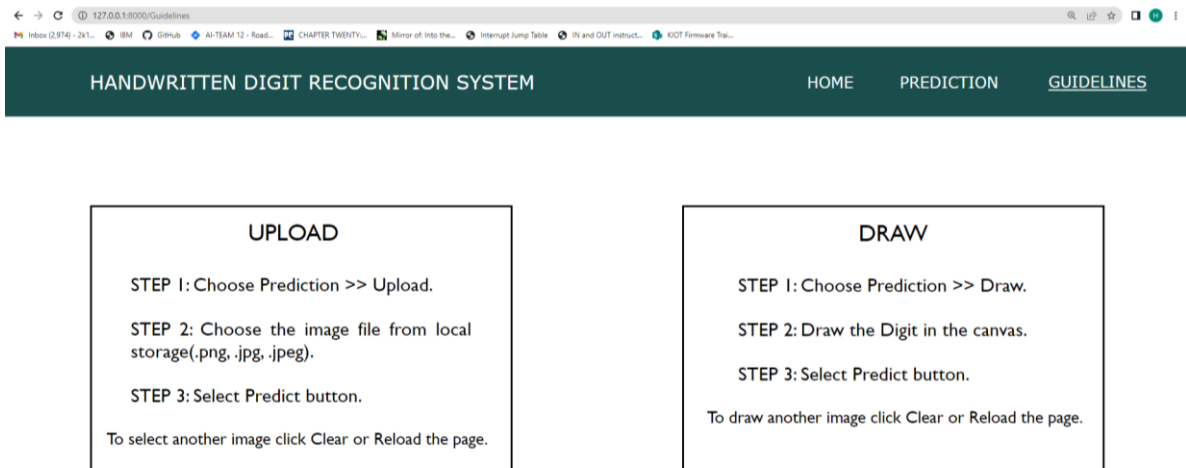 127.0.0.1:8000/Guidelines
Inbox (2,974) - 2k1... IBM GitHub AI-TEAM 12 - Road... CHAPTER TWENTY:... Mirror of: Into the... Interrupt Jump Table IN and OUT instruct... KIOT Firmware Trai...
HANDWRITTEN DIGIT RECOGNITION SYSTEM HOME PREDICTION GUIDELINES
UPLOAD
STEP 1: Choose Prediction >> Upload.
STEP 2: Choose the image file from local
storage(.png, .jpg, .jpeg).
STEP 3: Select Predict button.
To select another image click Clear or Reload the page.
DRAW
STEP 1: Choose Prediction >> Draw.
STEP 2: Draw the Digit in the canvas.
STEP 3: Select Predict button.
To draw another image click Clear or Reload the page.